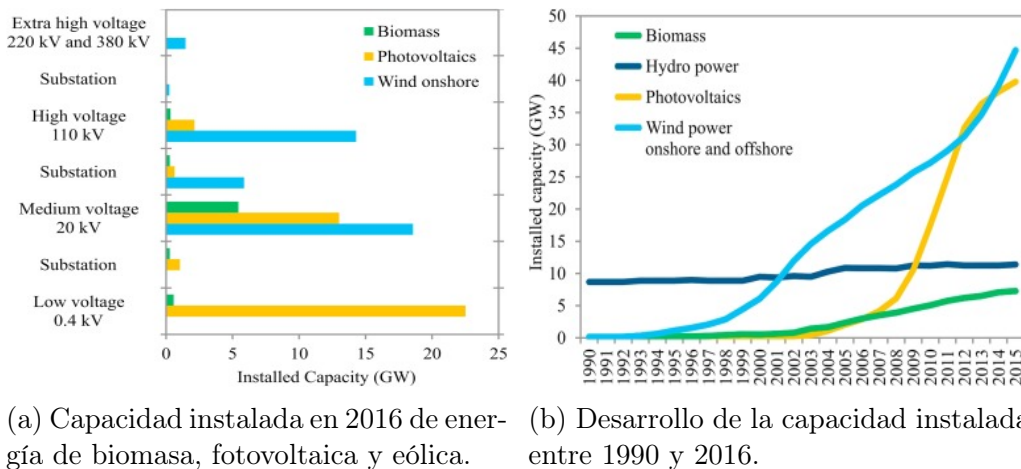 Extra high voltage
220 kV and 380 kV
Substation
High voltage
110 kV
Substation
Medium voltage
20 kV
Substation
Low voltage
0.4 kV
Biomass
Photovoltaics
Wind onshore
0 5 10 15 20 25
Installed Capacity (GW)
(a) Capacidad instalada en 2016 de ener-
gía de biomasa, fotovoltaica y eólica.
Installed capacity (GW)
50
45
40
35
30
25
20
15
10
5
0
Biomass
Hydro power
Photovoltaics
Wind power
onshore and offshore
1990 1991 1992 1993 1994 1995 1996 1997 1998 1999 2000 2001 2002 2003 2004 2005 2006 2007 2008 2009 2010 2011 2012 2013 2014 2015
(b) Desarrollo de la capacidad instalada
entre 1990 y 2016.